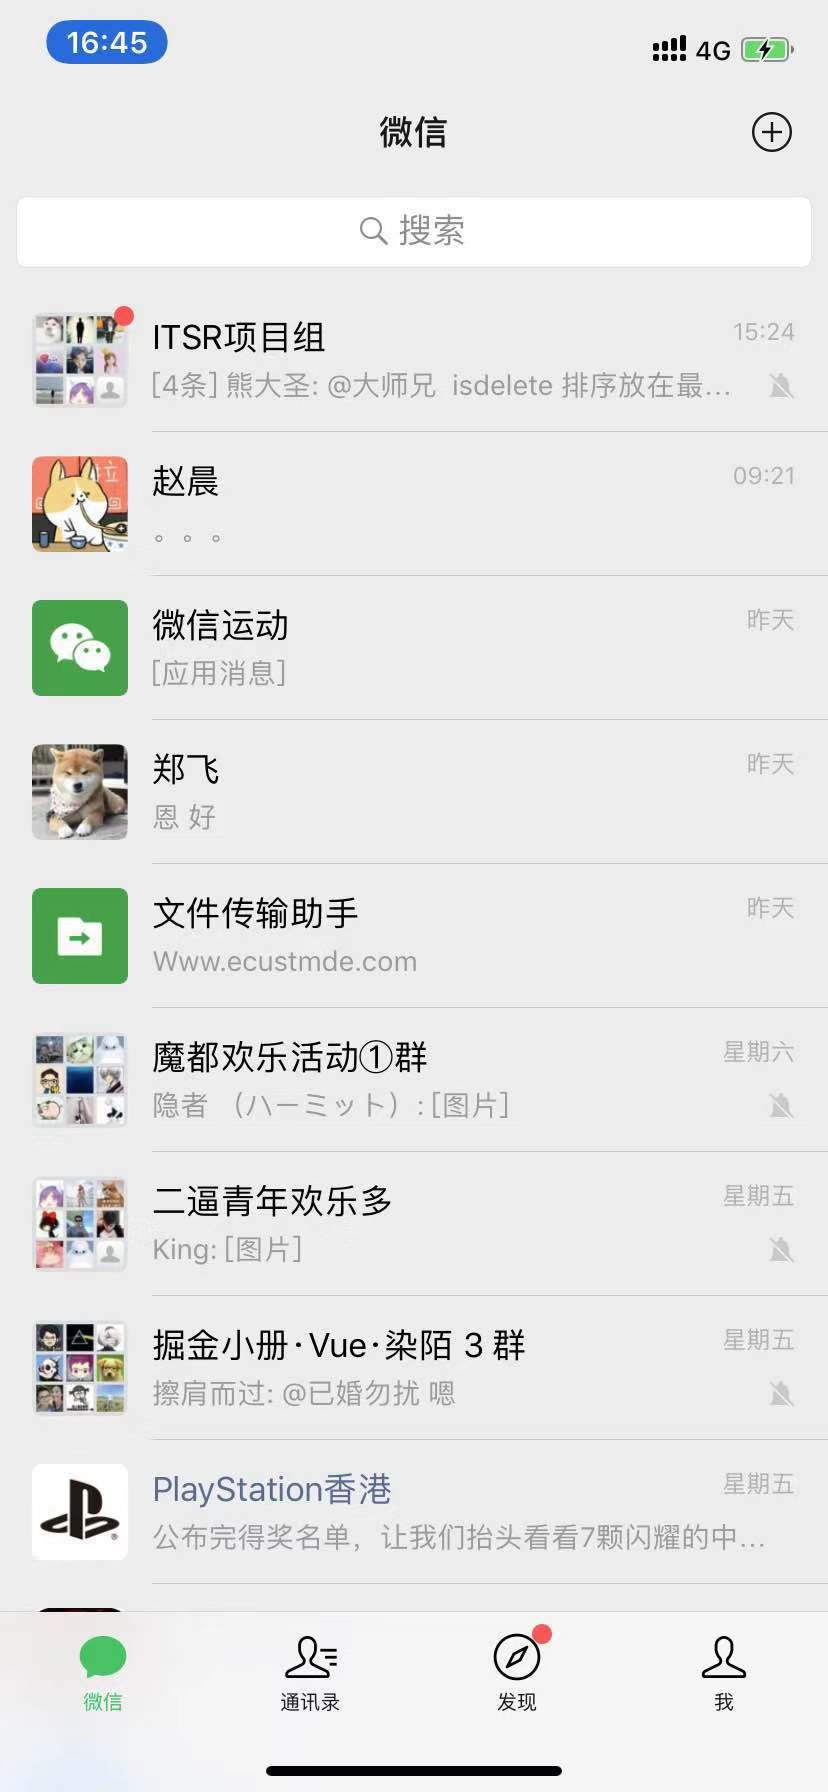 16:45
4G
微信
搜索
ITSR项目组
15:24
[4条] 熊大圣: @大师兄 isdelete 排序放在最...
赵晨
09:21
。。。
微信运动
昨天
[应用消息]
郑飞
昨天
恩 好
文件传输助手
昨天
Www.ecustmde.com
魔都欢乐活动①群
星期六
隐者 （ハーミット）: [图片]
二逼青年欢乐多
星期五
King: [图片]
掘金小册·Vue·染陌 3 群
星期五
擦肩而过: @已婚勿扰 嗯
PlayStation香港
星期五
公布完得奖名单，让我们抬头看看7颗闪耀的中...
微信
通讯录
发现
我